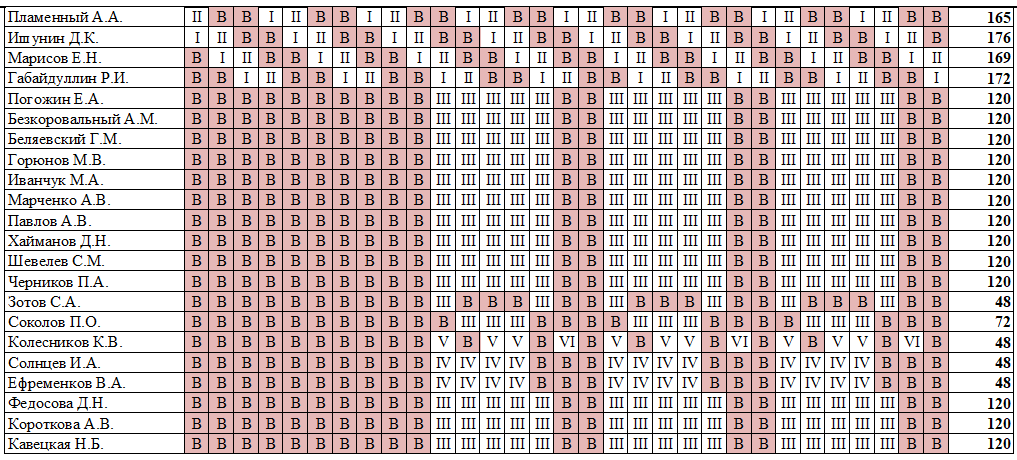 Пламенный А.А. II В В I II В В I II В В I II В В I II В В I II В В I II В В I II В В 165
Ишунин Д.К. I II В В I II В В I II В В I II В В I II В В I II В В I II В В I II В 176
Марисов Е.Н. В I II В В I II В В I II В В I II В В I II В В I II В В I II В В I II 169
Габайдуллин Р.И. В В I II В В I II В В I II В В I II В В I II В В I II В В I II В В I 172
Погожин Е.А. В В В В В В В В В В III III III III III В В III III III III III В В III III III III III В В 120
Безкоровальный А.М. В В В В В В В В В В III III III III III В В III III III III III В В III III III III III В В 120
Беляевский Г.М. В В В В В В В В В В III III III III III В В III III III III III В В III III III III III В В 120
Горюнов М.В. В В В В В В В В В В III III III III III В В III III III III III В В III III III III III В В 120
Иванчук М.А. В В В В В В В В В В III III III III III В В III III III III III В В III III III III III В В 120
Марченко А.В. В В В В В В В В В В III III III III III В В III III III III III В В III III III III III В В 120
Павлов А.В. В В В В В В В В В В III III III III III В В III III III III III В В III III III III III В В 120
Хайманов Д.Н. В В В В В В В В В В III III III III III В В III III III III III В В III III III III III В В 120
Шевелев С.М. В В В В В В В В В В III III III III III В В III III III III III В В III III III III III В В 120
Черников П.А. В В В В В В В В В В III III III III III В В III III III III III В В III III III III III В В 120
Зотов С.А. В В В В В В В В В В III В В В III В В III В В В III В В III В В В III В В 48
Соколов П.О. В В В В В В В В В В В III III III В В В В III III III В В В В III III III В В В 72
Колесников К.В. В В В В В В В В В В V В V V В VI В V В V V В VI В V В V V В VI В 48
Солнцев И.А. В В В В В В В В В В IV IV IV IV В В В IV IV IV IV В В В IV IV IV IV В В В 48
Ефременков В.А. В В В В В В В В В В IV IV IV IV В В В IV IV IV IV В В В IV IV IV IV В В В 48
Федосова Д.Н. В В В В В В В В В В III III III III III В В III III III III III В В III III III III III В В 120
Короткова А.В. В В В В В В В В В В III III III III III В В III III III III III В В III III III III III В В 120
Кавецкая Н.Б. В В В В В В В В В В III III III III III В В III III III III III В В III III III III III В В 120